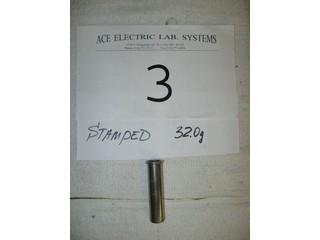 ACE ELECTRIC LAB. SYSTEMS
3
STAMPED 32.0g